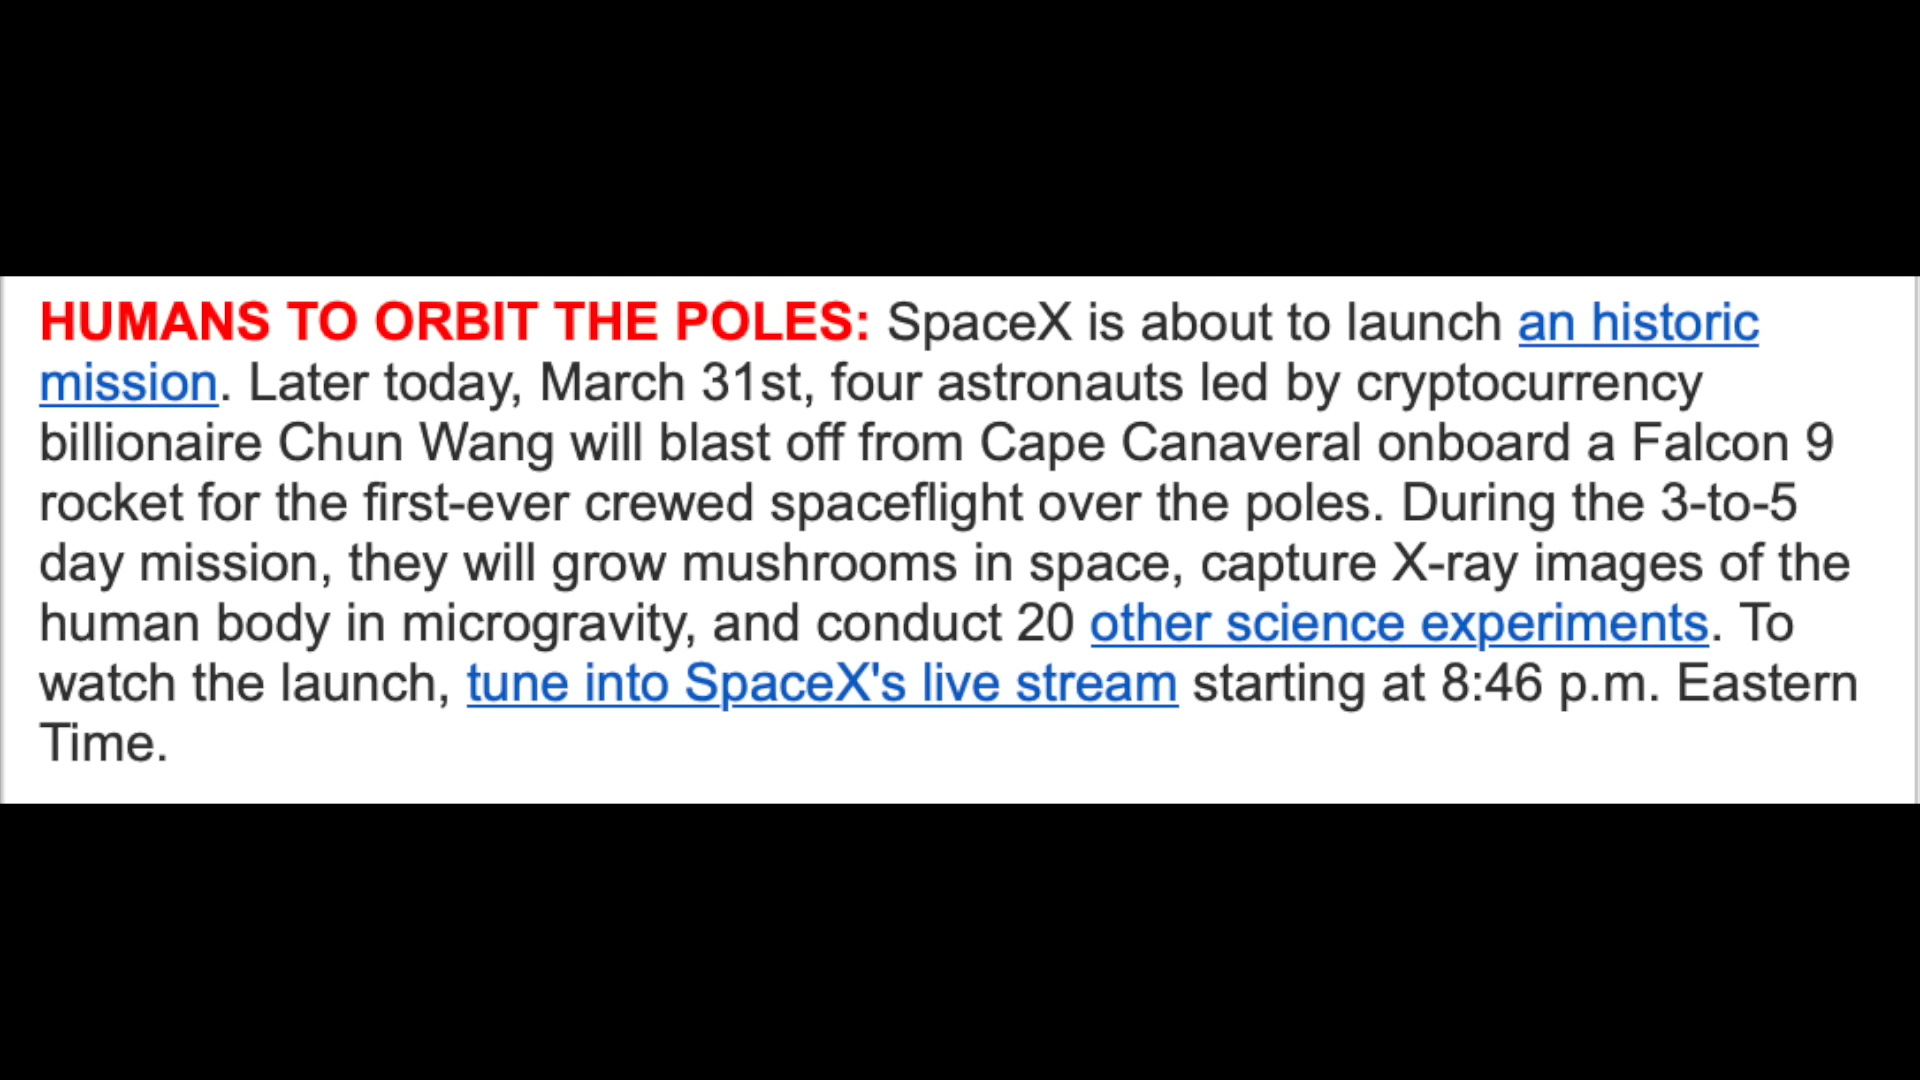 HUMANS TO ORBIT THE POLES: SpaceX is about to launch an historic
mission. Later today, March 31st, four astronauts led by cryptocurrency
billionaire Chun Wang will blast off from Cape Canaveral onboard a Falcon 9
rocket for the first-ever crewed spaceflight over the poles. During the 3-to-5
day mission, they will grow mushrooms in space, capture X-ray images of the
human body in microgravity, and conduct 20 other science experiments. To
watch the launch, tune into SpaceX's live stream starting at 8:46 p.m. Eastern
Time.